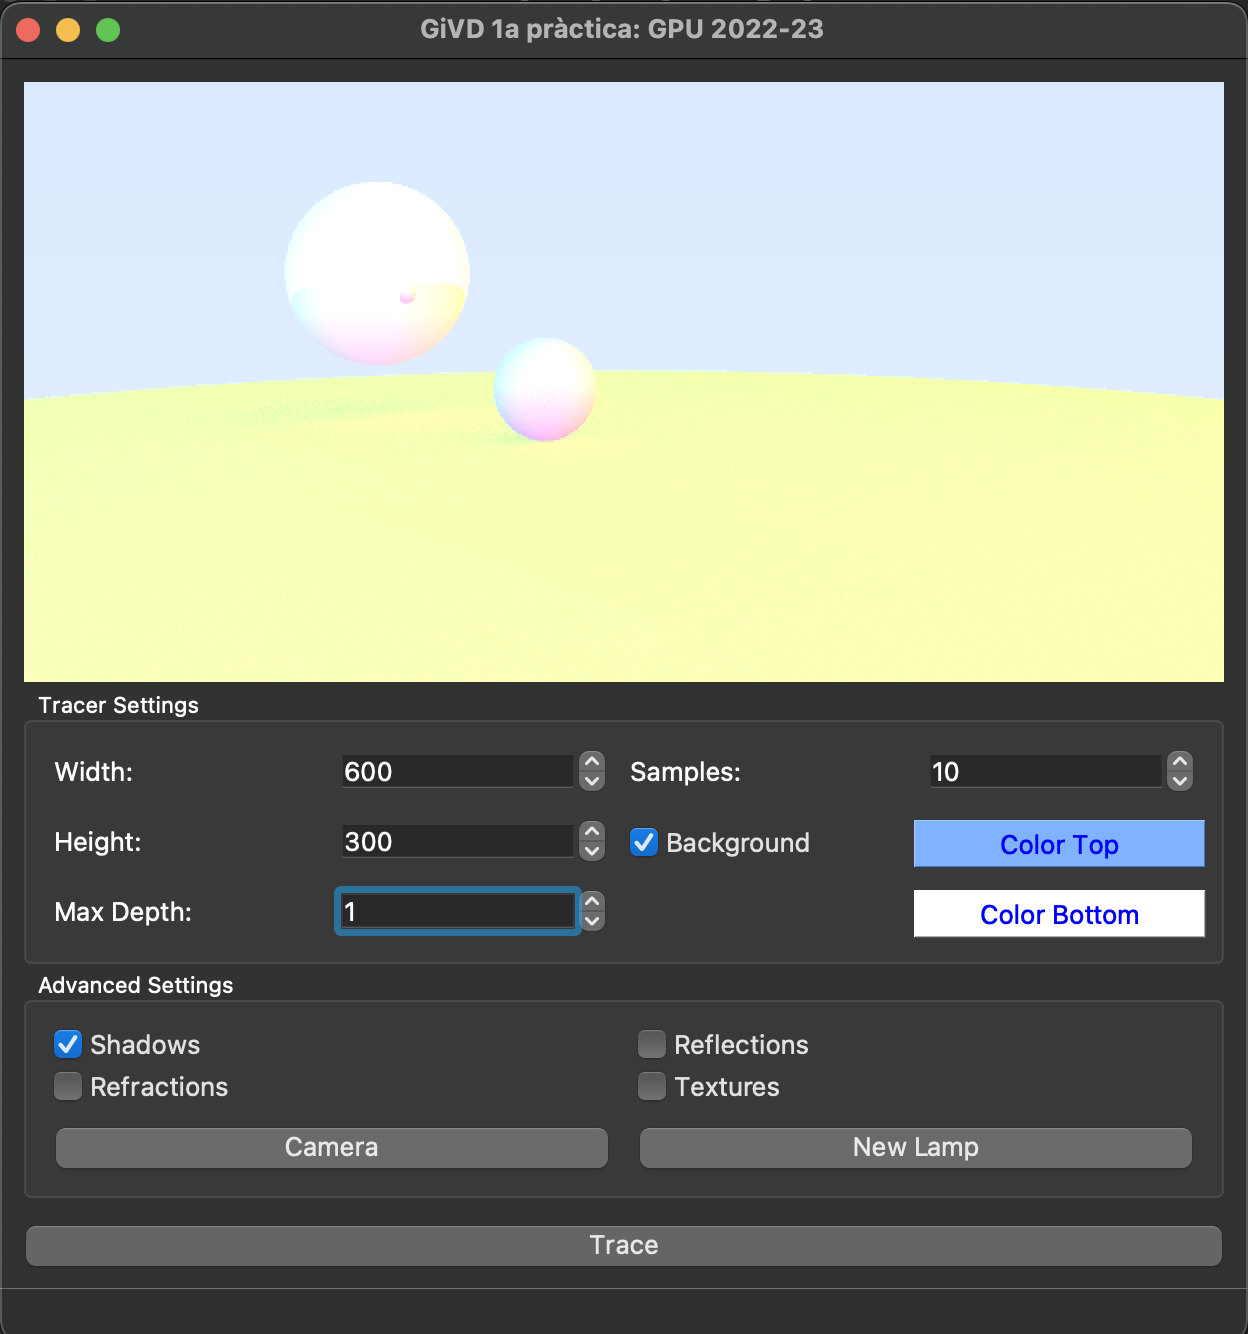 GiVD 1a pràctica: GPU 2022-23
Tracer Settings
Width: 600 Samples: 10
Height: 300 Background Color Top
Max Depth: 1 Color Bottom
Advanced Settings
Shadows Reflections
Refractions Textures
Camera New Lamp
Trace